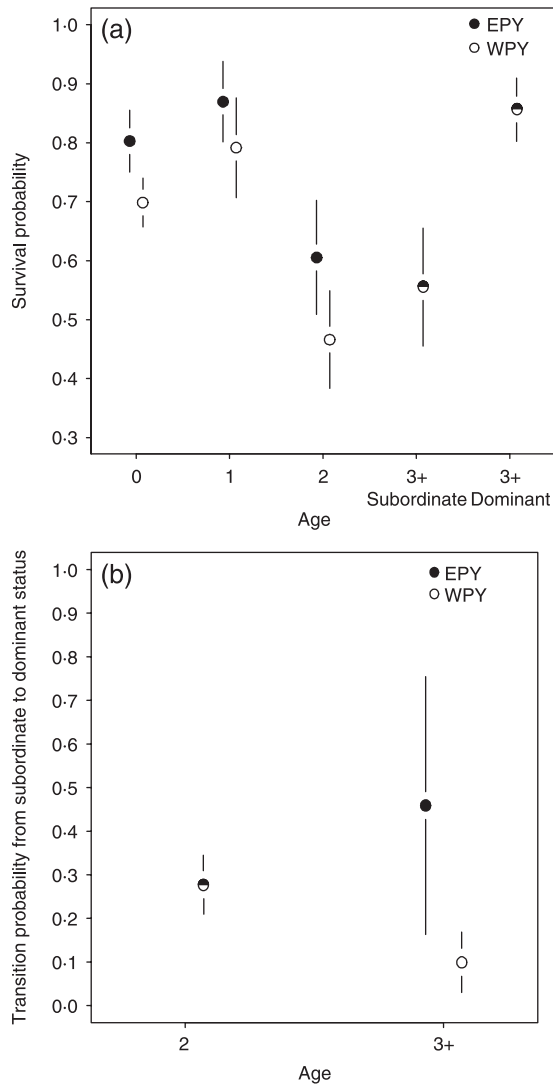 (a)
EPY
WPY
1·0
0·9
0·8
0·7
0·6
0·5
0·4
0·3
Survival probability
0 1 2 3+ 3+
Subordinate Dominant
Age
(b)
EPY
WPY
1·0
0·9
0·8
0·7
0·6
0·5
0·4
0·3
0·2
0·1
0·0
Transition probability from subordinate to dominant status
2 3+
Age